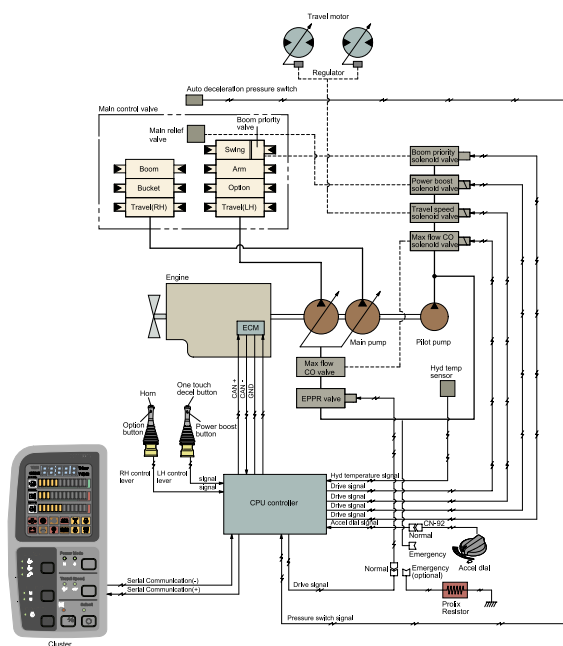 Travel motor
Regulator
Auto deceleration pressure switch
Main control valve
Boom priority
valve
Main relief
valve
Swing
Boom
Arm
Bucket
Option
Travel(RH)
Travel(LH)
Boom priority
solenoid valve
Power boost
solenoid valve
Travel speed
solenoid valve
Max flow CO
solenoid valve
Engine
ECM
Main pump
Pilot pump
CAN +
CAN -
GND
Max flow
CO valve
EPPR valve
Hyd temp
sensor
Horn
One touch
decel button
Option
button
Power boost
button
RH control
lever
LH control
lever
signal
signal
CPU controller
Hyd temperature signal
Drive signal
Drive signal
Drive signal
Drive signal
Accel dial signal
CN-92
Normal
Emergency
Accel dial
Normal
Emergency
(optional)
Drive signal
Prolix
Resistor
Pressure switch signal
Serial Communication(-)
Serial Communication(+)
Power Mode
Travel Speed
Select
Cluster